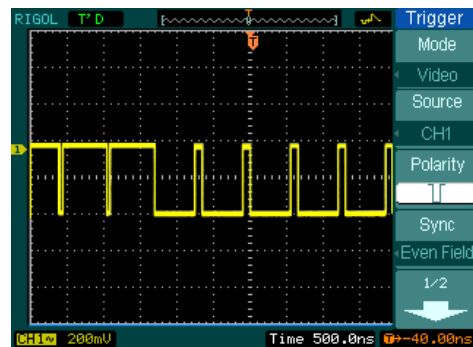 RIGOL T'D
Trigger
Mode
Video
Source
CH1
Polarity
Sync
Even Field
1/2
T
1
CH1~ 200mV Time 500.0ns T→-40.00ns